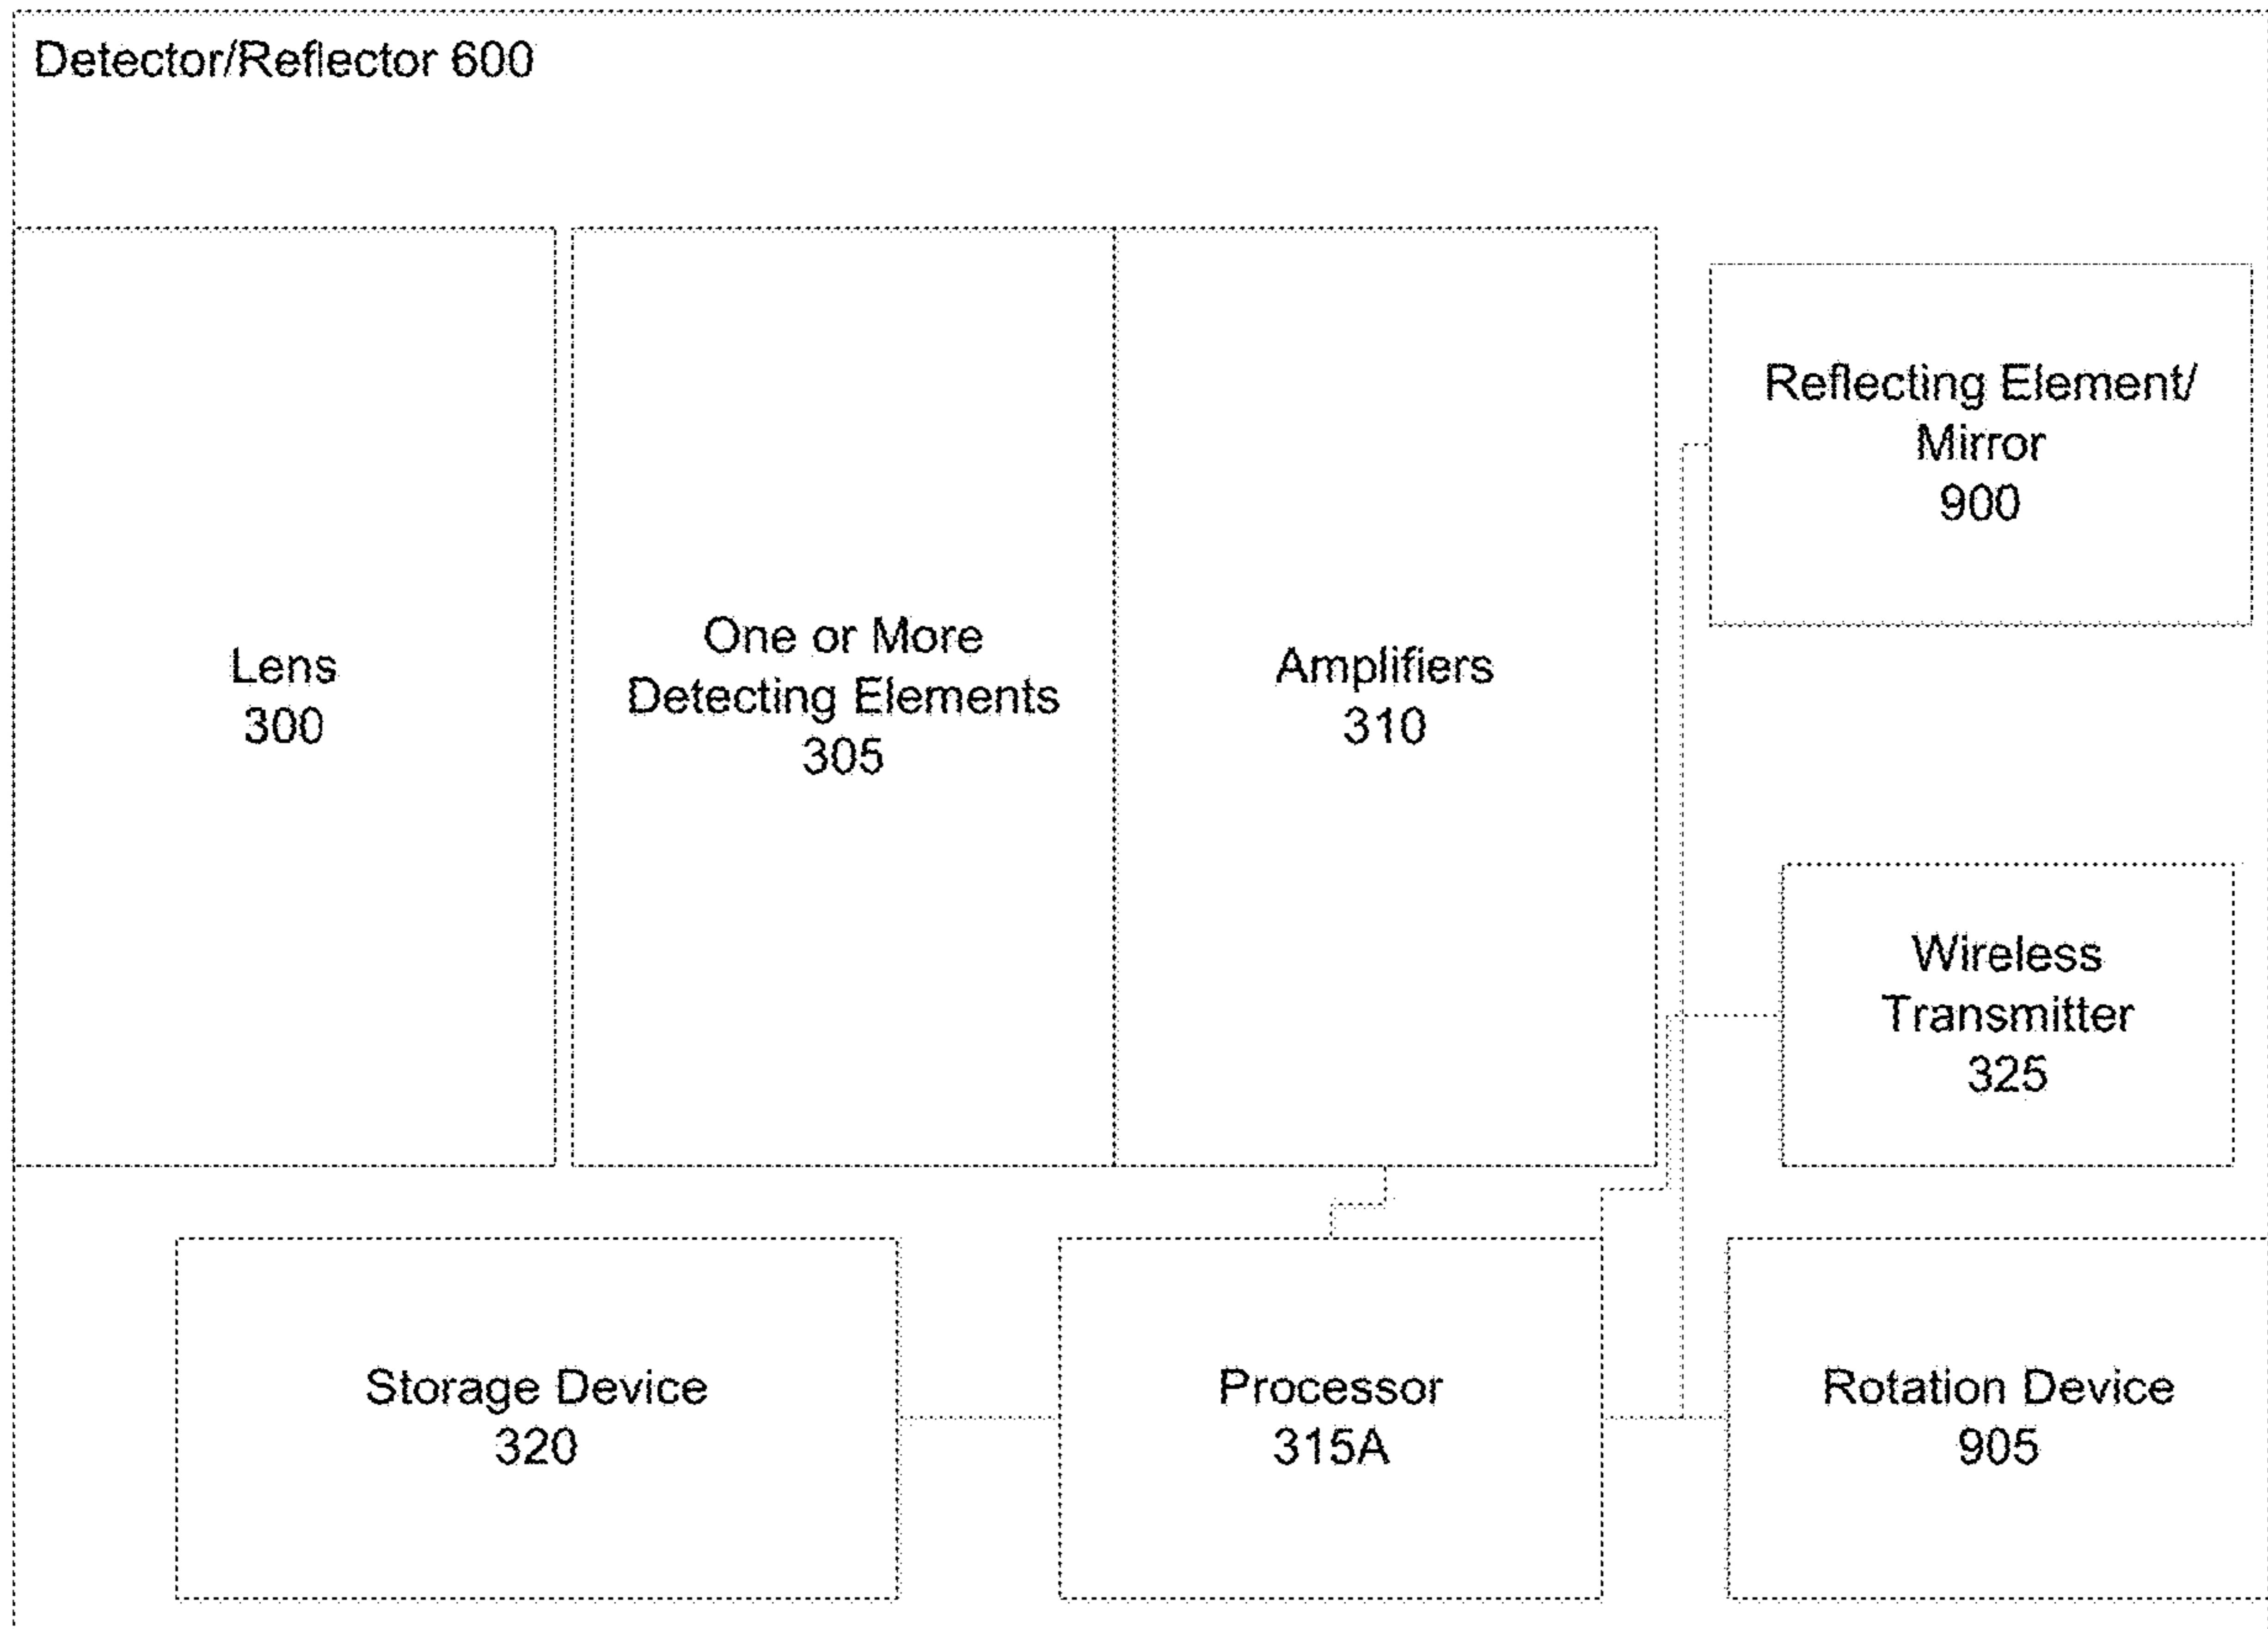 Detector/Reflector 600
Lens
300
One or More
Detecting Elements
305
Amplifiers
310
Reflecting Element/
Mirror
900
Wireless
Transmitter
325
Storage Device
320
Processor
315A
Rotation Device
905